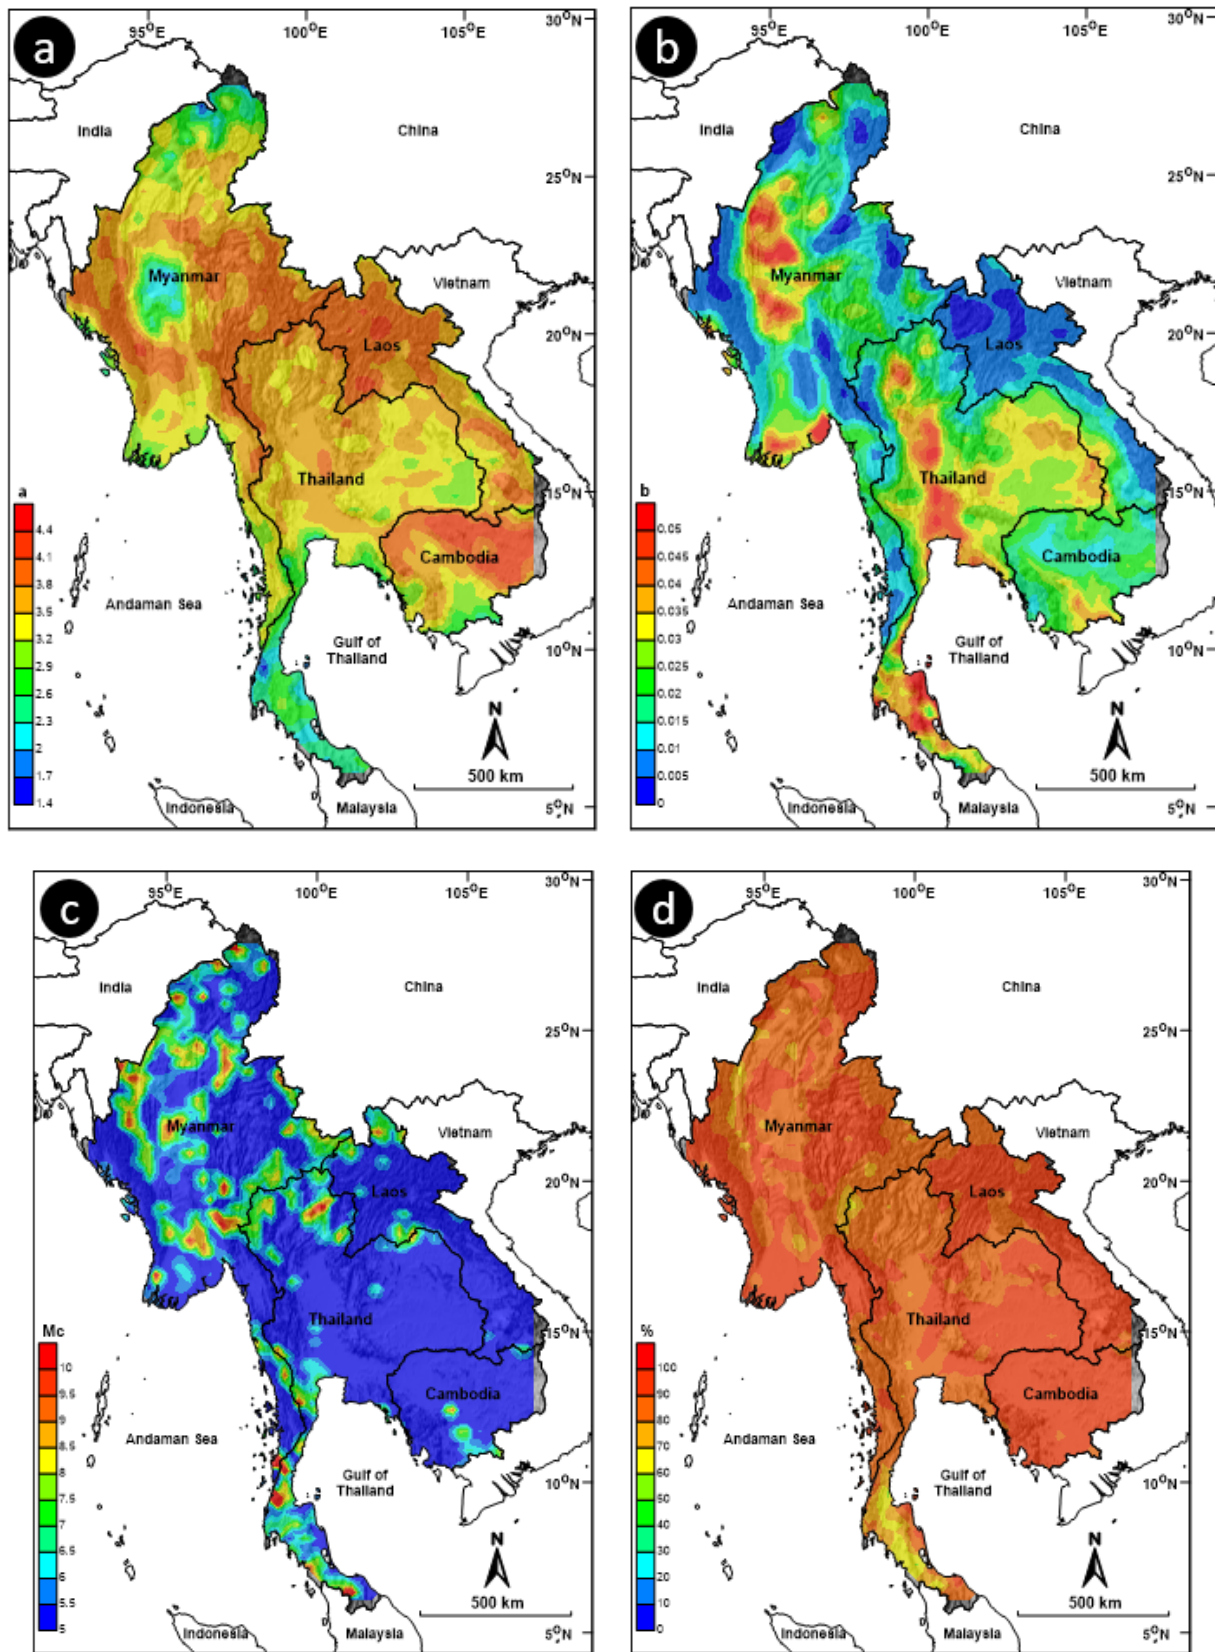 a
95°E
100°E
105°E
30°N
India
China
25°N
Myanmar
Vietnam
20°N
Laos
Thailand
15°N
a
4.4
4.1
3.8
3.5
3.2
2.9
2.6
2.3
2
1.7
1.4
Cambodia
Andaman Sea
Gulf of
Thailand
10°N
N
500 km
Indonesia
Malaysia
5°N
b
95°E
100°E
105°E
30°N
India
China
25°N
Myanmar
Vietnam
20°N
Laos
Thailand
15°N
b
0.05
0.045
0.04
0.035
0.03
0.025
0.02
0.015
0.01
0.005
0
Cambodia
Andaman Sea
Gulf of
Thailand
10°N
N
500 km
Indonesia
Malaysia
5°N
c
95°E
100°E
105°E
30°N
India
China
25°N
Myanmar
Vietnam
20°N
Laos
Thailand
15°N
Mc
10
9.5
9
8.5
8
7.5
7
6.5
6
5.5
5
Cambodia
Andaman Sea
Gulf of
Thailand
10°N
N
500 km
Indonesia
Malaysia
5°N
d
95°E
100°E
105°E
30°N
India
China
25°N
Myanmar
Vietnam
20°N
Laos
Thailand
15°N
%
100
90
80
70
60
50
40
30
20
10
0
Cambodia
Andaman Sea
Gulf of
Thailand
10°N
N
500 km
Indonesia
Malaysia
5°N